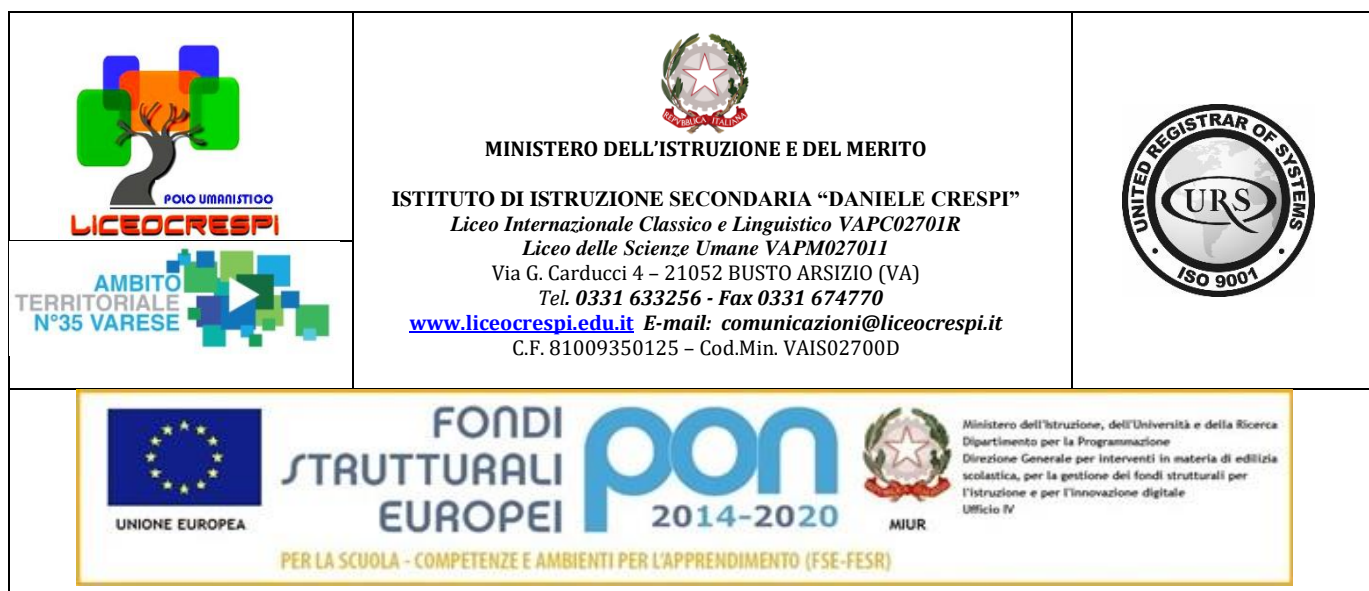 POLO UMANISTICO
LICEOCRESPI
AMBITO
TERRITORIALE
N°35 VARESE
REPVBBLICA ITALIANA
MINISTERO DELL’ISTRUZIONE E DEL MERITO
ISTITUTO DI ISTRUZIONE SECONDARIA “DANIELE CRESPI”
Liceo Internazionale Classico e Linguistico VAPC02701R
Liceo delle Scienze Umane VAPM027011
Via G. Carducci 4 – 21052 BUSTO ARSIZIO (VA)
Tel. 0331 633256 - Fax 0331 674770
www.liceocrespi.edu.it E-mail: comunicazioni@liceocrespi.it
C.F. 81009350125 – Cod.Min. VAIS02700D
UNITED REGISTRAR OF SYSTEMS
URS
ISO 9001
UNIONE EUROPEA
FONDI
STRUTTURALI
EUROPEI
pon
2014-2020
MIUR
Ministero dell'Istruzione, dell'Università e della Ricerca
Dipartimento per la Programmazione
Direzione Generale per interventi in materia di edilizia
scolastica, per la gestione dei fondi strutturali per
l'istruzione e per l'innovazione digitale
Ufficio IV
PER LA SCUOLA - COMPETENZE E AMBIENTI PER L'APPRENDIMENTO (FSE-FESR)